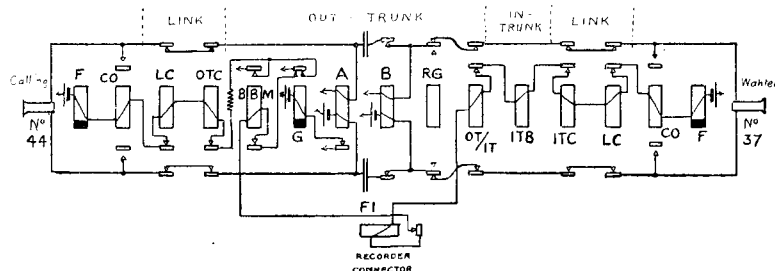 LINK OUT - TRUNK IN- TRUNK LINK
Calling F CO LC OTC B B M G A B RG OT/IT ITB ITC LC CO F Wanted
Nº 44
Nº 37
F1
RECORDER
CONNECTOR